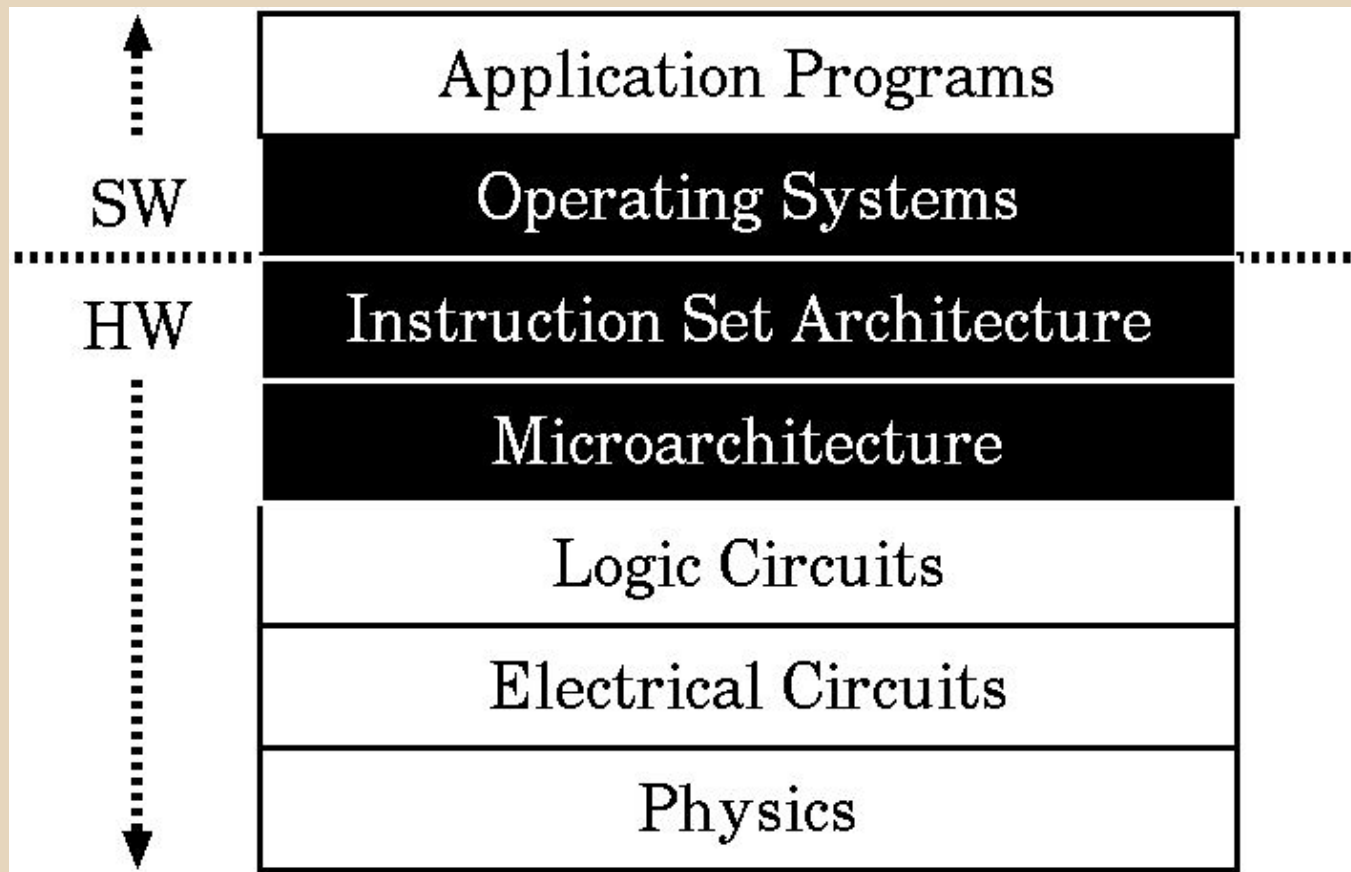 Application Programs
SW
Operating Systems
HW
Instruction Set Architecture
Microarchitecture
Logic Circuits
Electrical Circuits
Physics